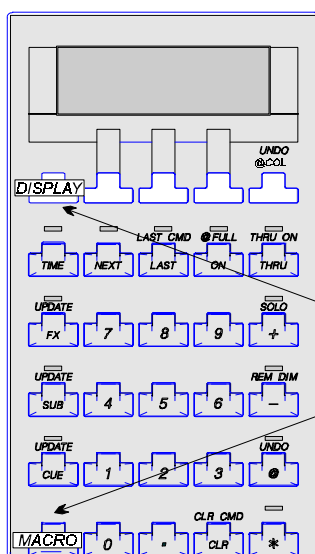 UNDO
@COL
DISPLAY
LAST CMD @FULL THRU ON
TIME NEXT LAST ON THRU
UPDATE SOLO
FX 7 8 9 +
UPDATE REM DIM
SUB 4 5 6 -
UPDATE UNDO
CUE 1 2 3 @
CLR CMD
MACRO 0 . CLR *